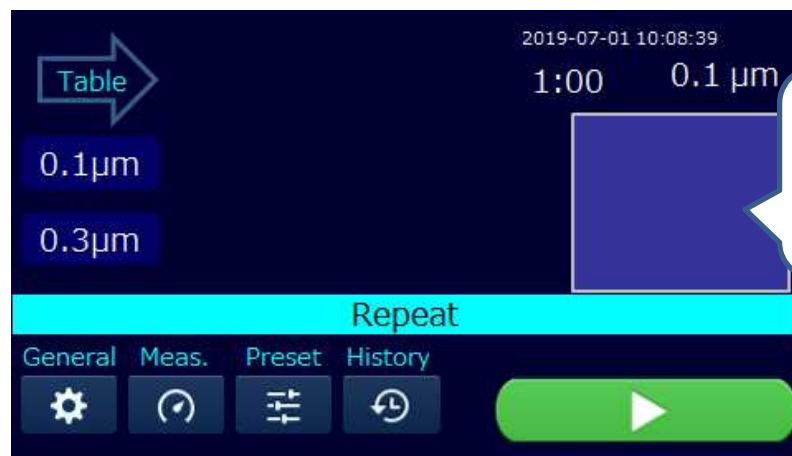 2019-07-01 10:08:39
Table
1:00 0.1 µm
0.1µm
0.3µm
Repeat
General Meas. Preset History